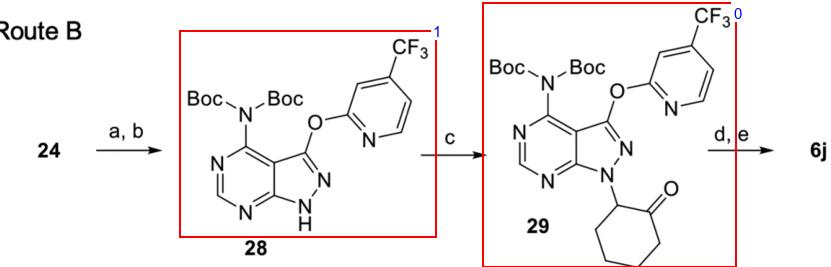 Route B
CF3 1
CF3 0
Boc N Boc
Boc N Boc
O N
O N
24 a, b
N N
N N H
28
c
N N
N N
O
29
d, e
6j